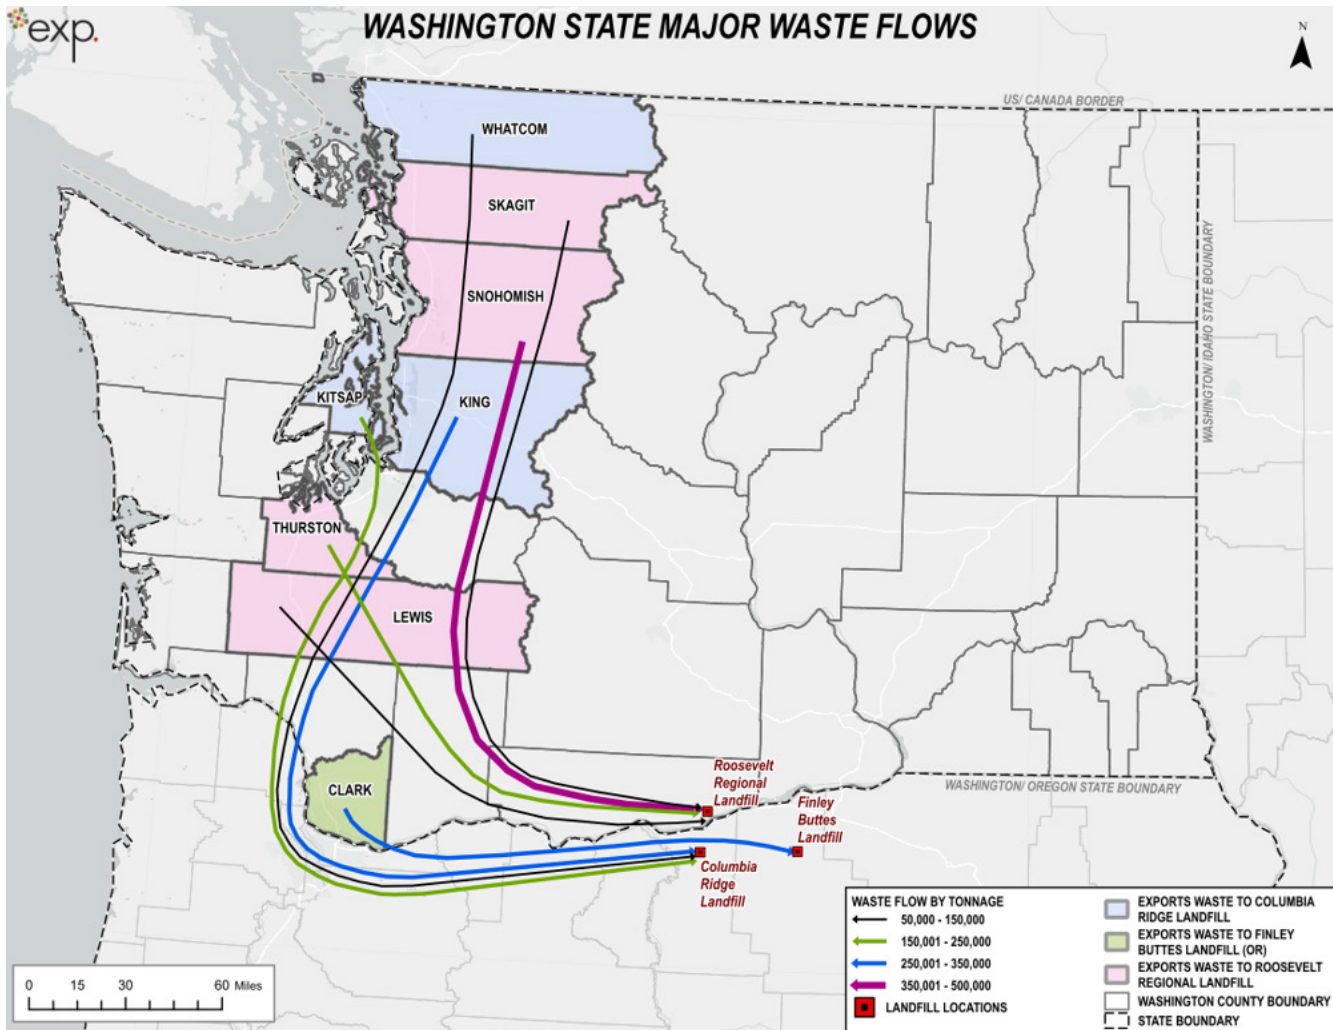 exp.
WASHINGTON STATE MAJOR WASTE FLOWS
N
US/ CANADA BORDER
WHATCOM
SKAGIT
SNOHOMISH
WASHINGTON/ IDAHO STATE BOUNDARY
KITSAP
KING
THURSTON
LEWIS
CLARK
Roosevelt
Regional
Landfill
Finley
Buttes
Landfill
WASHINGTON/ OREGON STATE BOUNDARY
Columbia
Ridge
Landfill
WASTE FLOW BY TONNAGE
50,000 - 150,000
150,001 - 250,000
250,001 - 350,000
350,001 - 500,000
LANDFILL LOCATIONS
EXPORTS WASTE TO COLUMBIA
RIDGE LANDFILL
EXPORTS WASTE TO FINLEY
BUTTES LANDFILL (OR)
EXPORTS WASTE TO ROOSEVELT
REGIONAL LANDFILL
WASHINGTON COUNTY BOUNDARY
STATE BOUNDARY
0 15 30 60 Miles